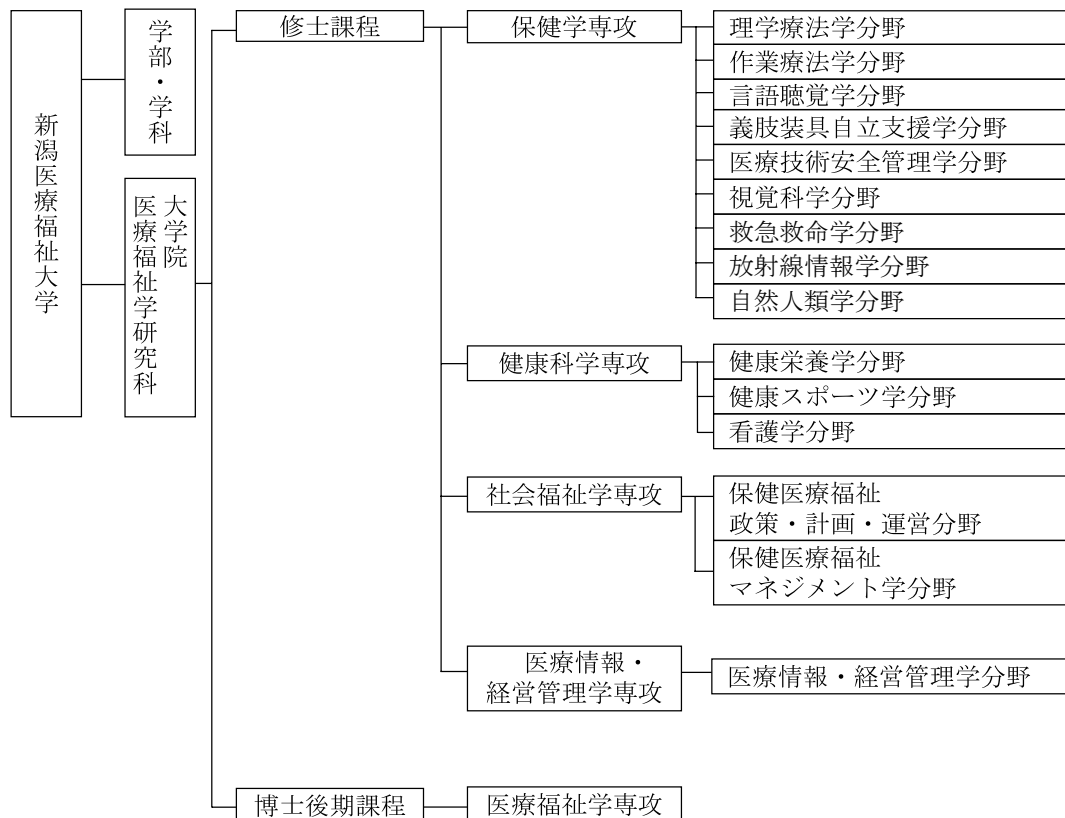 新潟医療福祉大学
学部・学科
大学院
医療福祉学研究科
修士課程
保健学専攻
理学療法学分野
作業療法学分野
言語聴覚学分野
義肢装具自立支援学分野
医療技術安全管理学分野
視覚科学分野
救急救命学分野
放射線情報学分野
自然人類学分野
健康科学専攻
健康栄養学分野
健康スポーツ学分野
看護学分野
社会福祉学専攻
保健医療福祉
政策・計画・運営分野
保健医療福祉
マネジメント学分野
医療情報・
経営管理学専攻
医療情報・経営管理学分野
博士後期課程
医療福祉学専攻